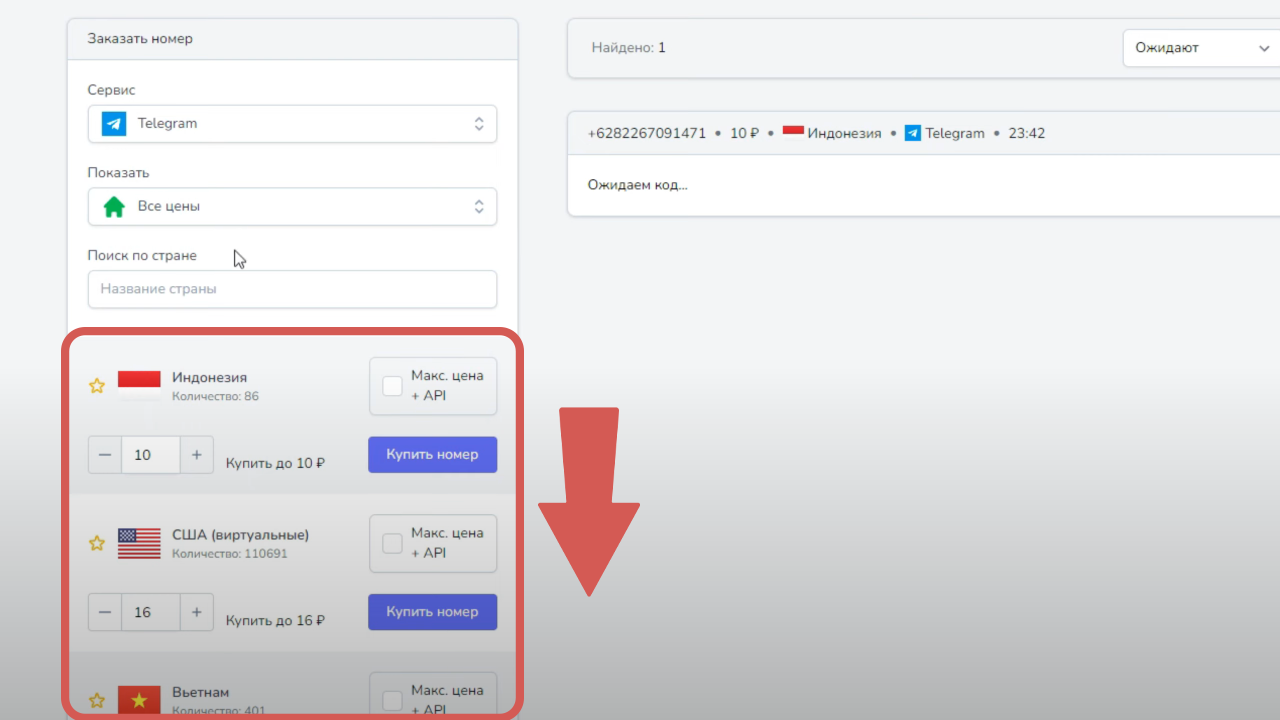 Заказать номер
Сервис
Telegram
Показать
Все цены
Поиск по стране
Название страны
Индонезия
Количество: 86
Макс. цена
+ API
10
Купить до 10 ₽
Купить номер
США (виртуальные)
Количество: 110691
Макс. цена
+ API
16
Купить до 16 ₽
Купить номер
Вьетнам
Количество: 401
Макс. цена
+ API
Найдено: 1
Ожидают
+6282267091471 • 10 ₽ • Индонезия • Telegram • 23:42
Ожидаем код...